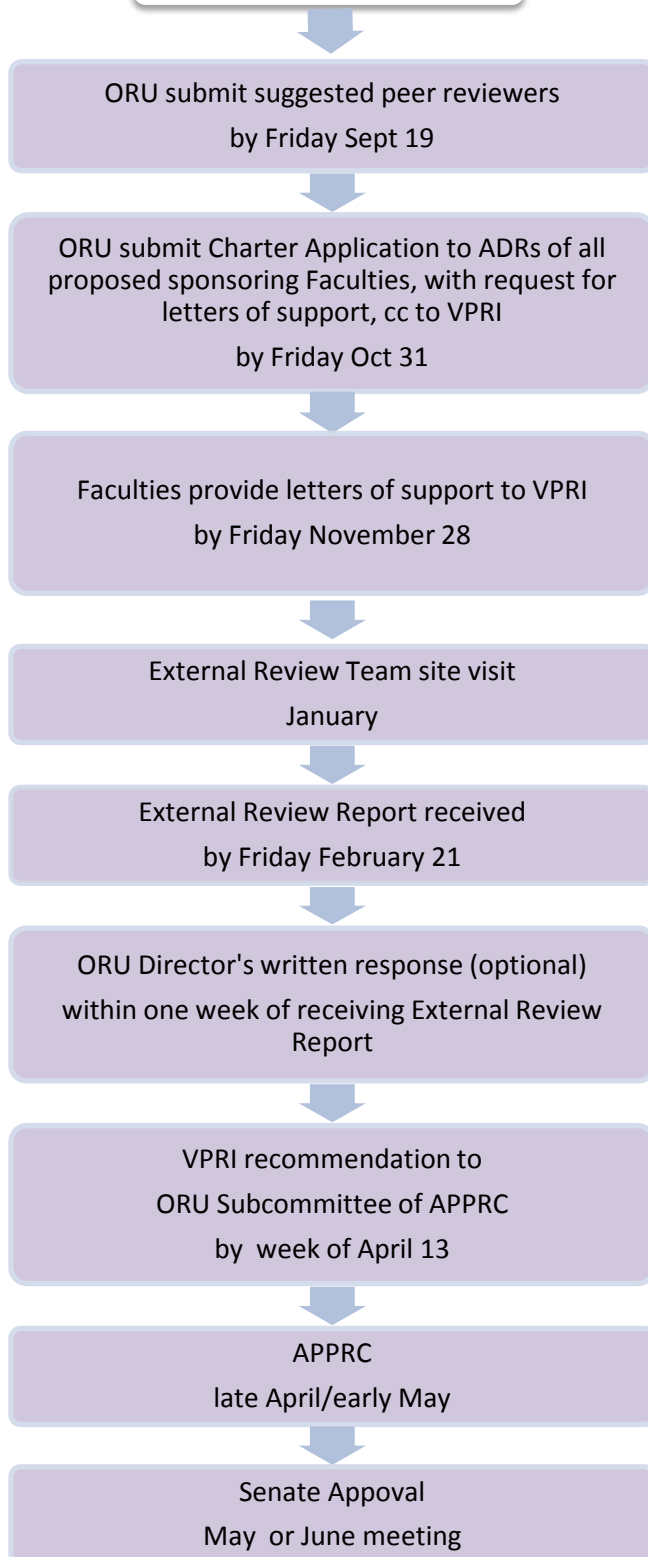 ORU submit suggested peer reviewers
by Friday Sept 19
ORU submit Charter Application to ADRs of all
proposed sponsoring Faculties, with request for
letters of support, cc to VPRI
by Friday Oct 31
Faculties provide letters of support to VPRI
by Friday November 28
External Review Team site visit
January
External Review Report received
by Friday February 21
ORU Director's written response (optional)
within one week of receiving External Review
Report
VPRI recommendation to
ORU Subcommittee of APPRC
by week of April 13
APPRC
late April/early May
Senate Appoval
May or June meeting